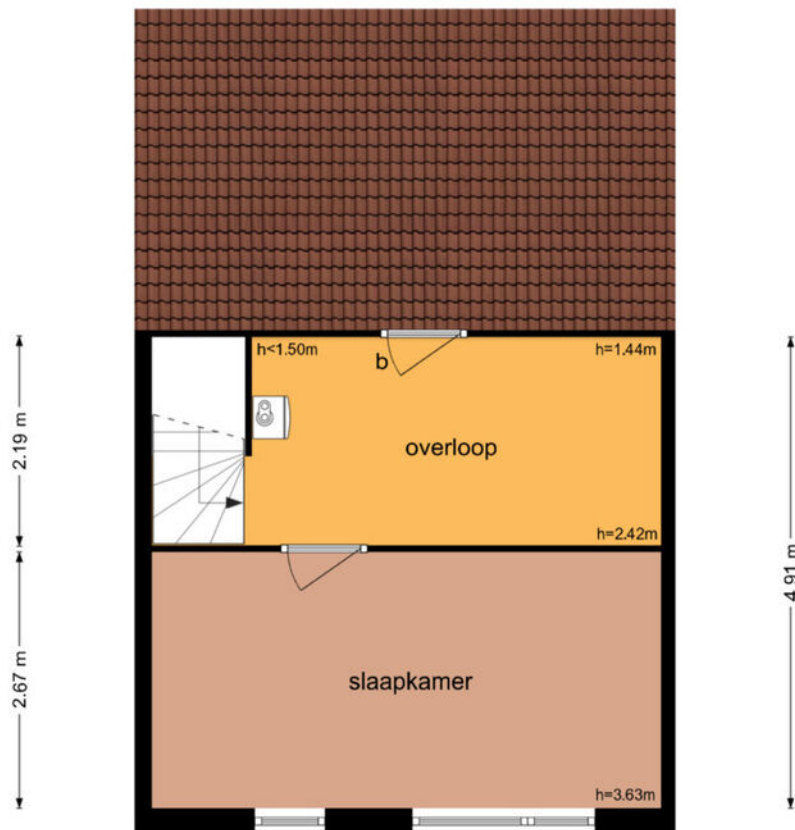 h<1.50m
h=1.44m
b
2.19 m
overloop
h=2.42m
4.91 m
2.67 m
slaapkamer
h=3.63m